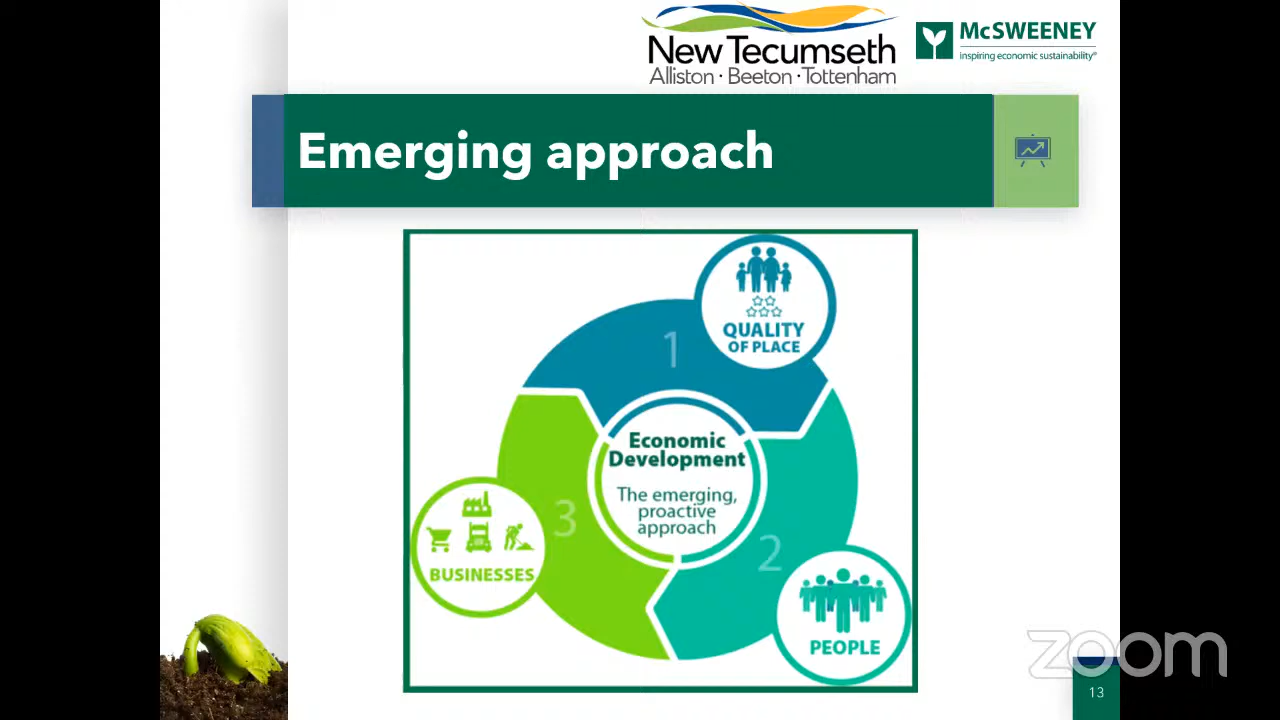 New Tecumseth
Alliston · Beeton · Tottenham
McSWEENEY
inspiring economic sustainability®
Emerging approach
1
QUALITY
OF PLACE
Economic
Development
The emerging,
proactive
approach
3
BUSINESSES
2
PEOPLE
zoom
13